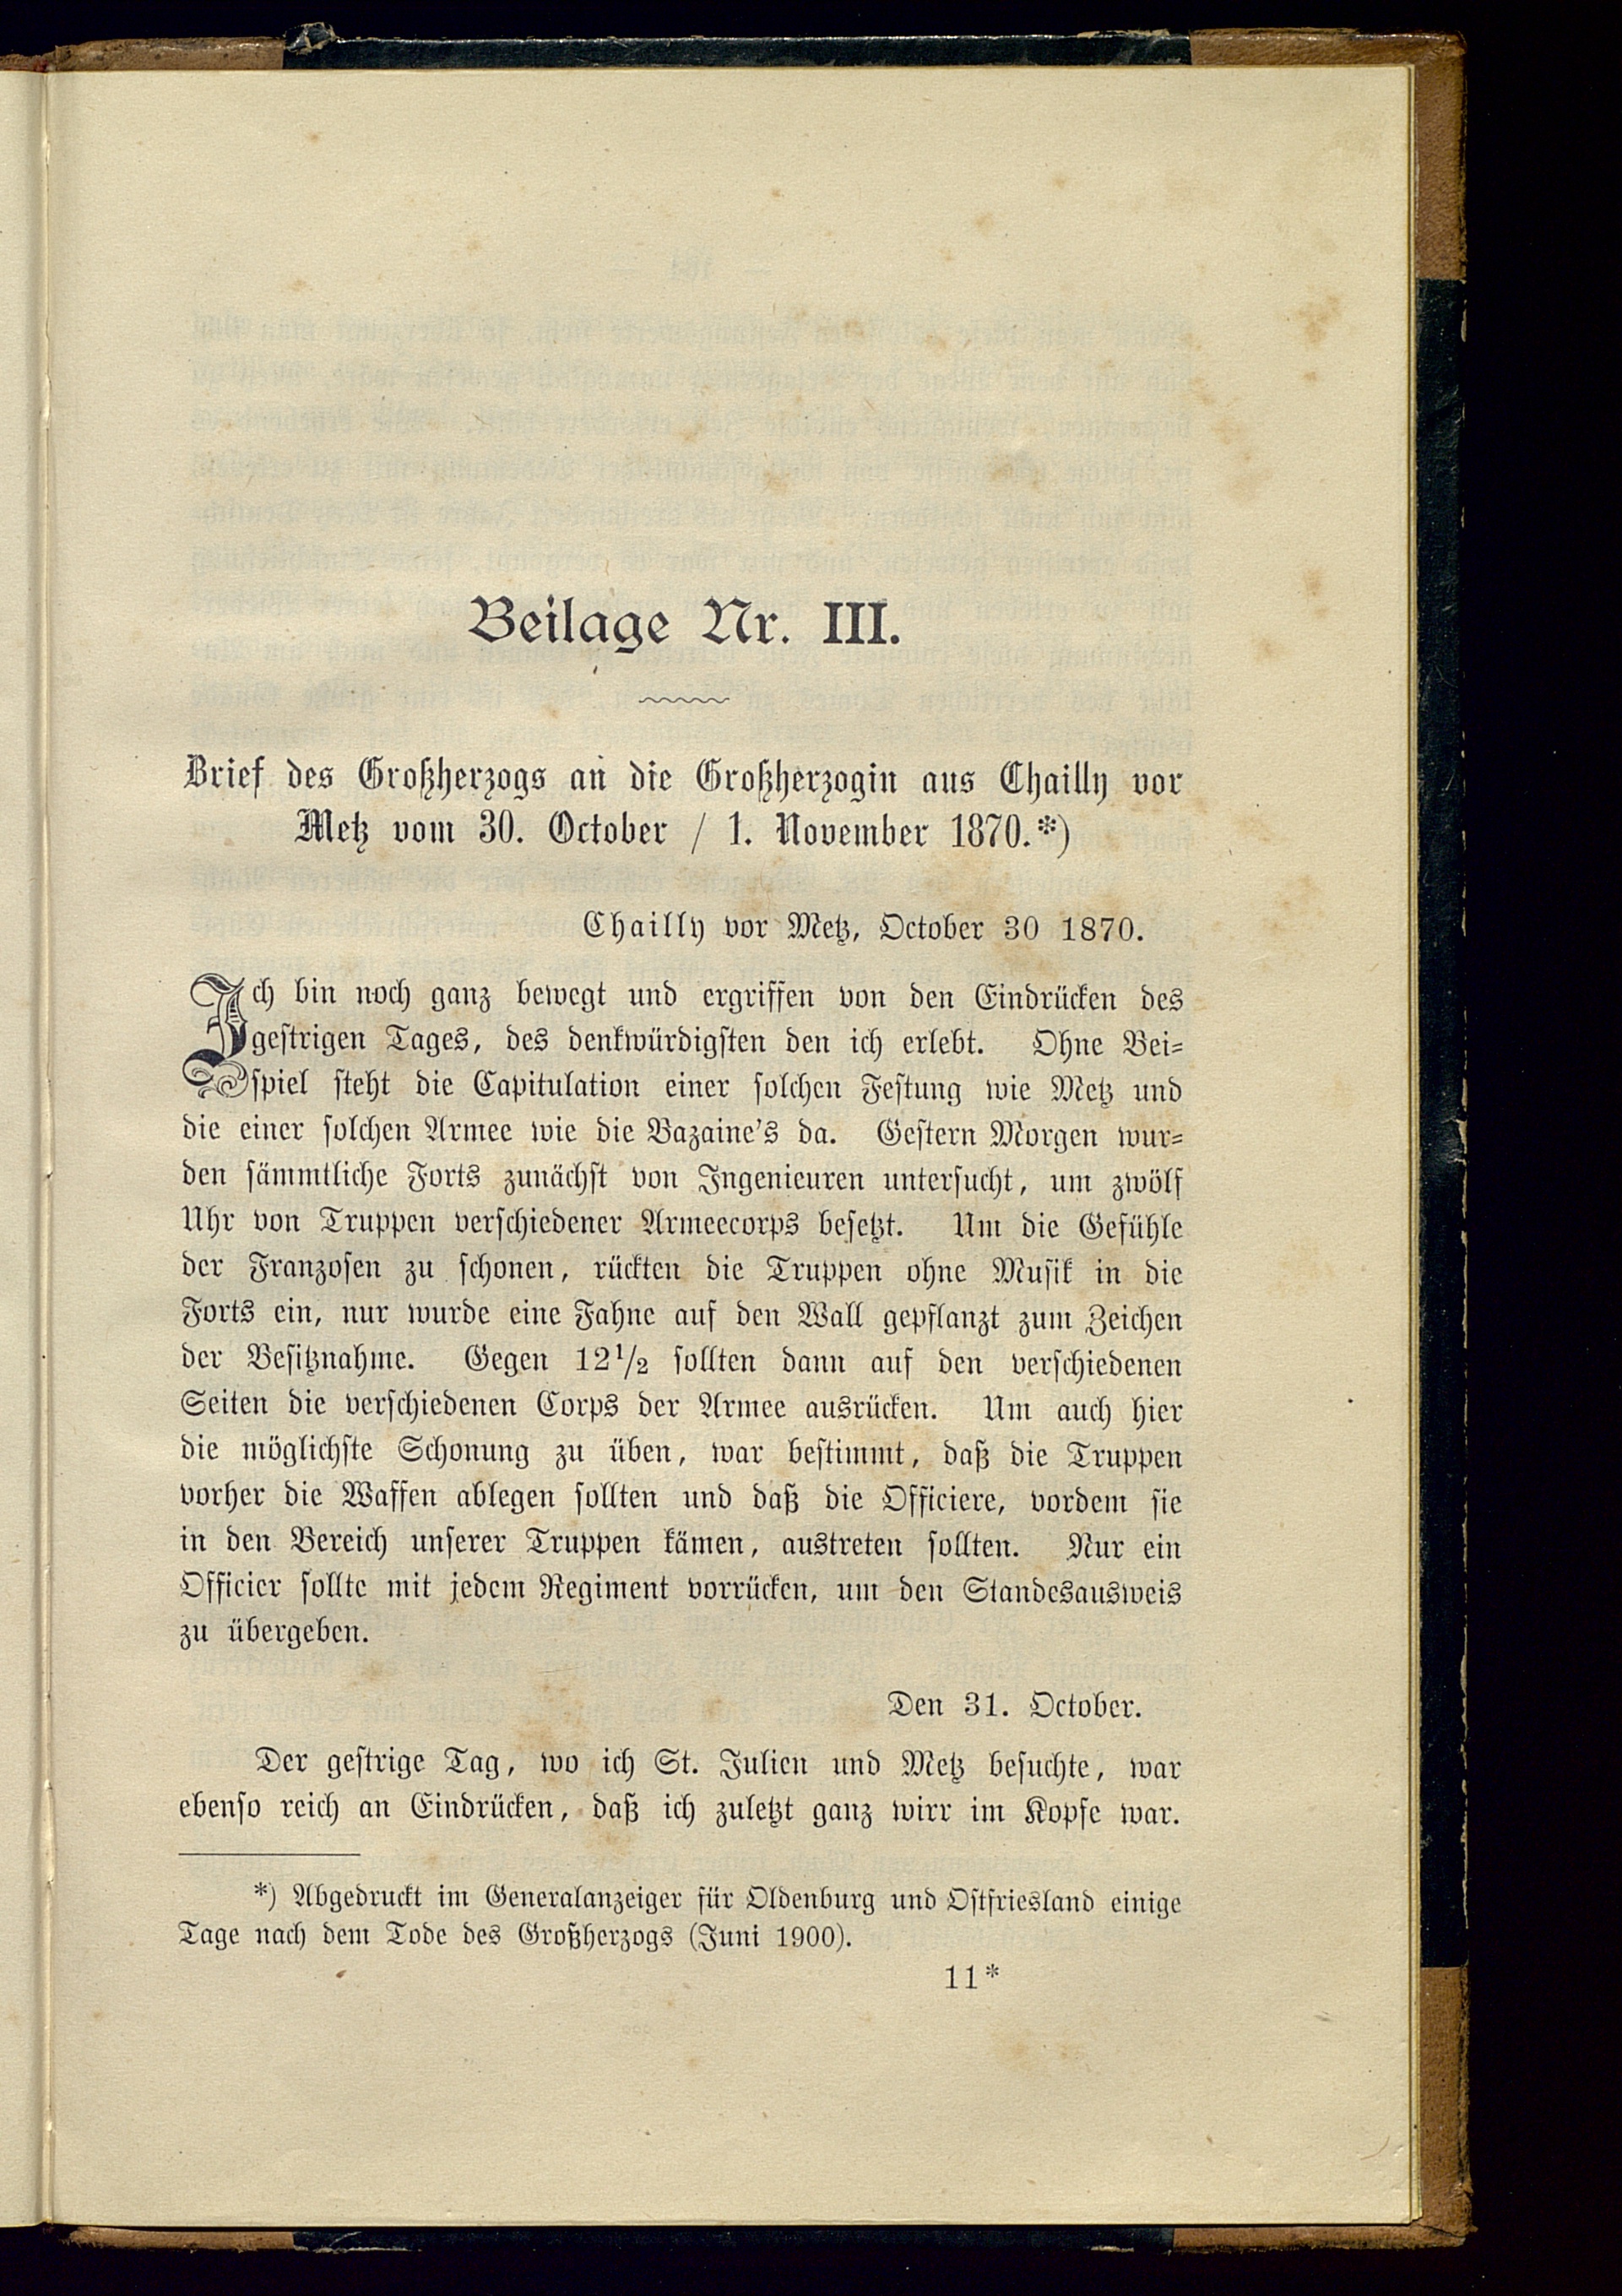 Beilage Nr. III.
Brief des Großherzogs an die Großherzogin aus Chailly vor
Metz vom 30. October / 1. November 1870.*)
Chailly vor Metz, October 30 1870.
Ich bin noch ganz bewegt und ergriffen von den Eindrücken des
gestrigen Tages, des denkwürdigsten den ich erlebt. Ohne Bei-
spiel steht die Capitulation einer solchen Festung wie Metz und
die einer solchen Armee wie die Bazaine's da. Gestern Morgen wur-
den sämmtliche Forts zunächst von Ingenieuren untersucht, um zwölf
Uhr von Truppen verschiedener Armeecorps besetzt. Um die Gefühle
der Franzosen zu schonen, rückten die Truppen ohne Musik in die
Forts ein, nur wurde eine Fahne auf den Wall gepflanzt zum Zeichen
der Besitznahme. Gegen 12½ sollten dann auf den verschiedenen
Seiten die verschiedenen Corps der Armee ausrücken. Um auch hier
die möglichste Schonung zu üben, war bestimmt, daß die Truppen
vorher die Waffen ablegen sollten und daß die Officiere, vordem sie
in den Bereich unserer Truppen kämen, austreten sollten. Nur ein
Officier sollte mit jedem Regiment vorrücken, um den Standesausweis
zu übergeben.
Den 31. October.
Der gestrige Tag, wo ich St. Julien und Metz besuchte, war
ebenso reich an Eindrücken, daß ich zuletzt ganz wirr im Kopfe war.
*) Abgedruckt im Generalanzeiger für Oldenburg und Ostfriesland einige
Tage nach dem Tode des Großherzogs (Juni 1900).
11*